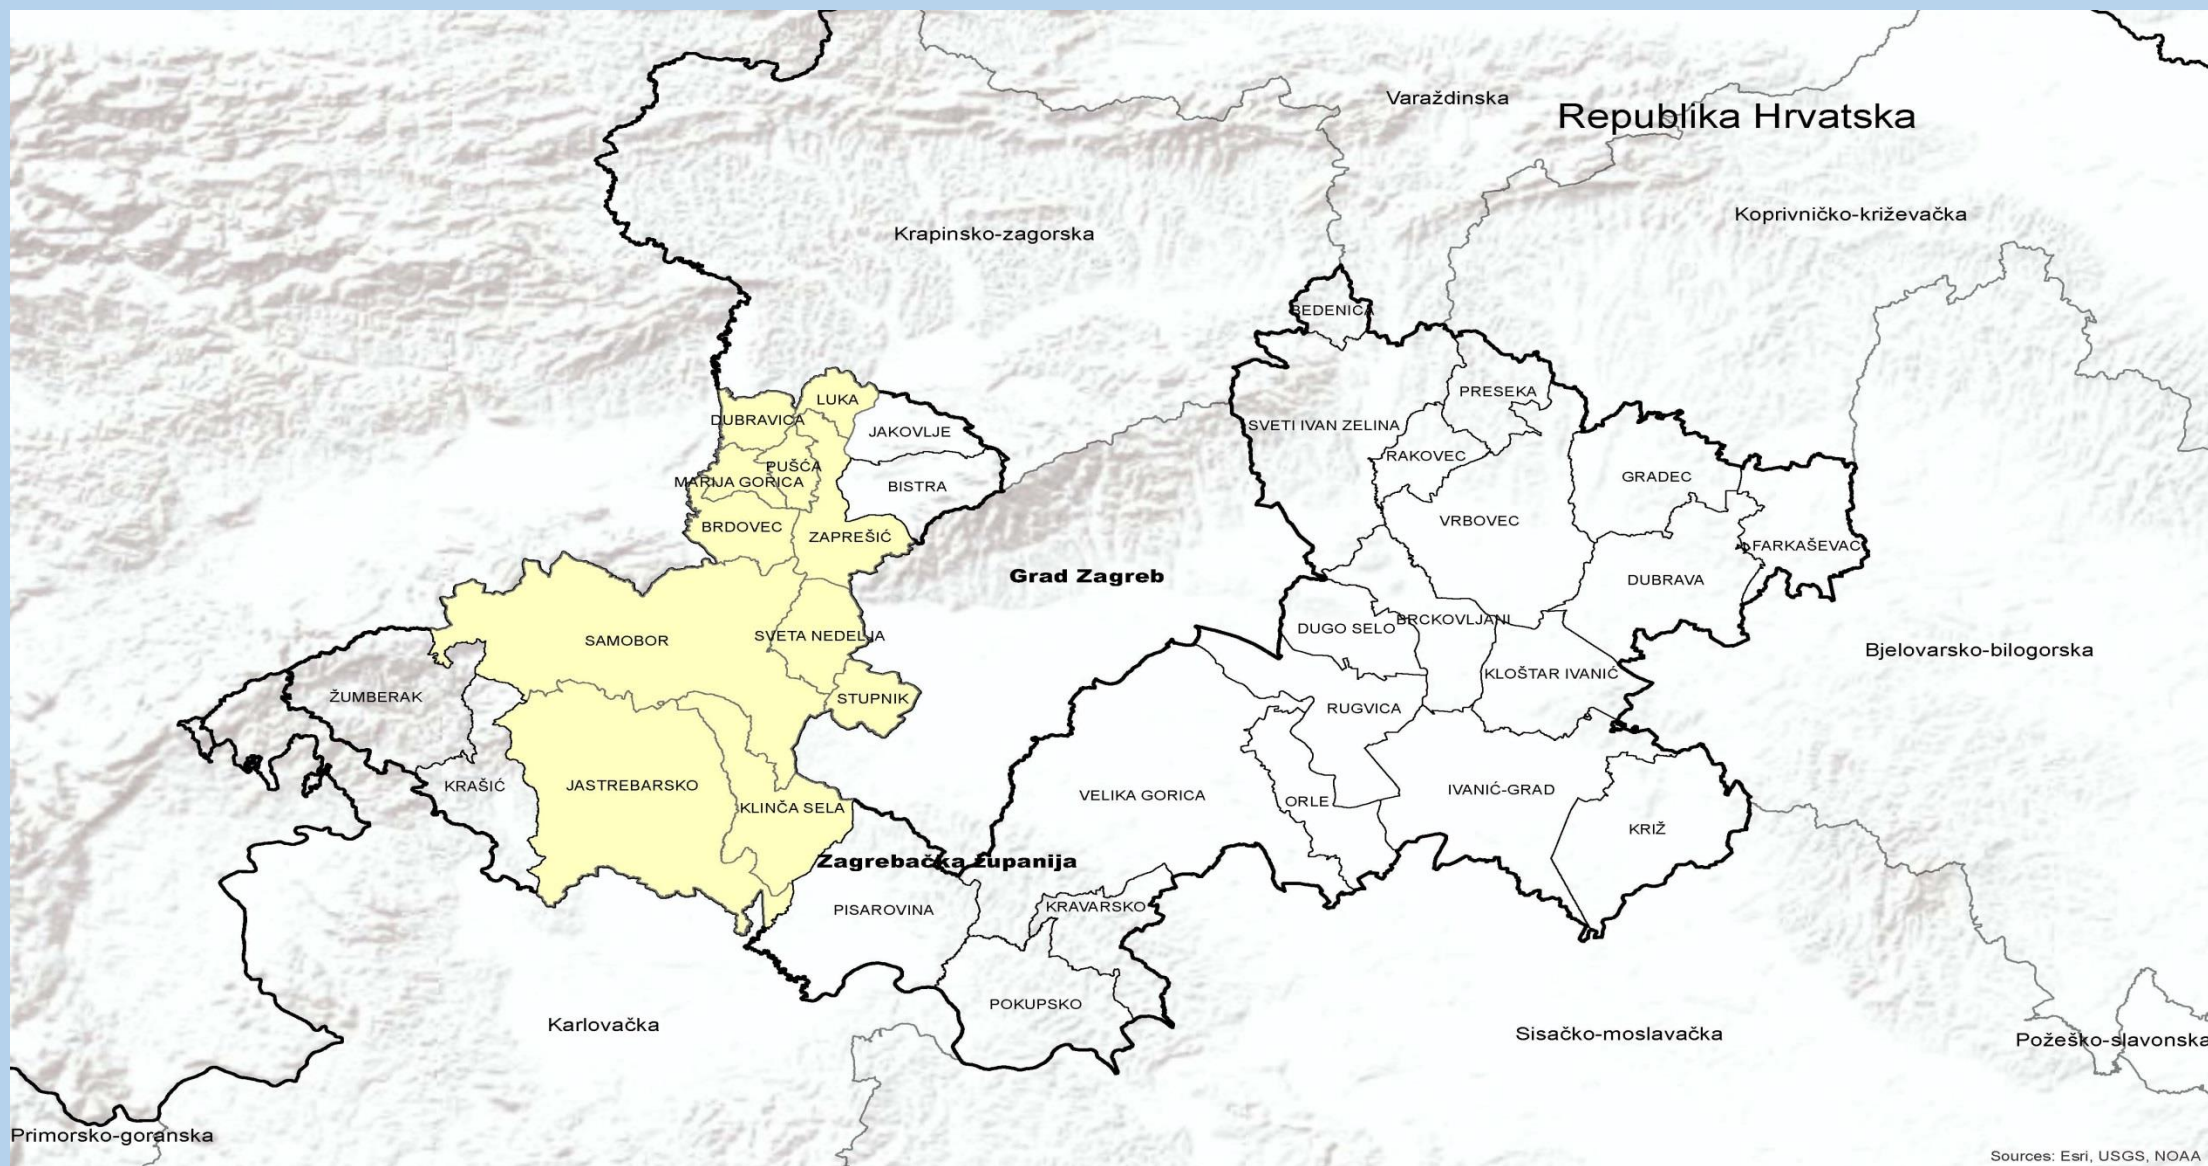 Varaždinska
Republika Hrvatska
Koprivničko-križevačka
Krapinsko-zagorska
BEDENICA
PRESEKA
LUKA
DUBRAVICA
SVETI IVAN ZELINA
JAKOVLJE
RAKOVEC
PUŠĆA
MARIJA GORICA
GRADEC
BISTRA
BRDOVEC
VRBOVEC
ZAPREŠIĆ
FARKAŠEVAC
Grad Zagreb
DUBRAVA
BRCKOVLJANI
DUGO SELO
SAMOBOR
SVETA NEDELJA
Bjelovarsko-bilogorska
KLOŠTAR IVANIĆ
ŽUMBERAK
STUPNIK
RUGVICA
KRAŠIĆ
JASTREBARSKO
IVANIĆ-GRAD
VELIKA GORICA
ORLE
KLINČA SELA
KRIŽ
Zagrebačka županija
PISAROVINA
KRAVARSKO
POKUPSKO
Karlovačka
Sisačko-moslavačka
Požeško-slavonska
Primorsko-goranska
Sources: Esri, USGS, NOAA